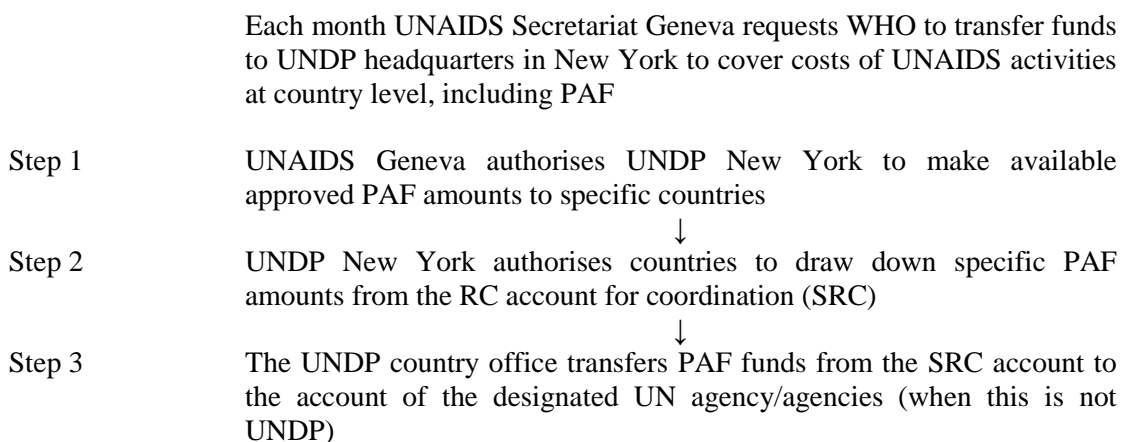 Each month UNAIDS Secretariat Geneva requests WHO to transfer funds
to UNDP headquarters in New York to cover costs of UNAIDS activities
at country level, including PAF
Step 1 UNAIDS Geneva authorises UNDP New York to make available
approved PAF amounts to specific countries
↓
Step 2 UNDP New York authorises countries to draw down specific PAF
amounts from the RC account for coordination (SRC)
↓
Step 3 The UNDP country office transfers PAF funds from the SRC account to
the account of the designated UN agency/agencies (when this is not
UNDP)